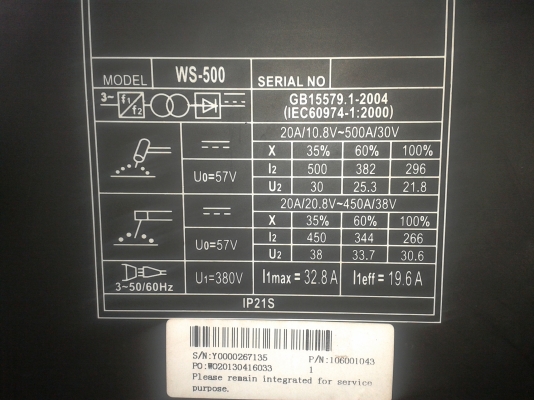 MODEL WS-500 SERIAL NO
3~ f1/f2 GB15579.1-2004
(IEC60974-1:2000)
20A/10.8V~500A/30V
X 35% 60% 100%
I2 500 382 296
U0=57V U2 30 25.3 21.8
20A/20.8V~450A/38V
X 35% 60% 100%
I2 450 344 266
U0=57V U2 38 33.7 30.6
3~50/60Hz U1=380V I1max = 32.8A I1eff = 19.6A
IP21S
S/N:Y0000267135 P/N:106001043
PO:WO20130416033 1
Please remain integrated for service
purpose.